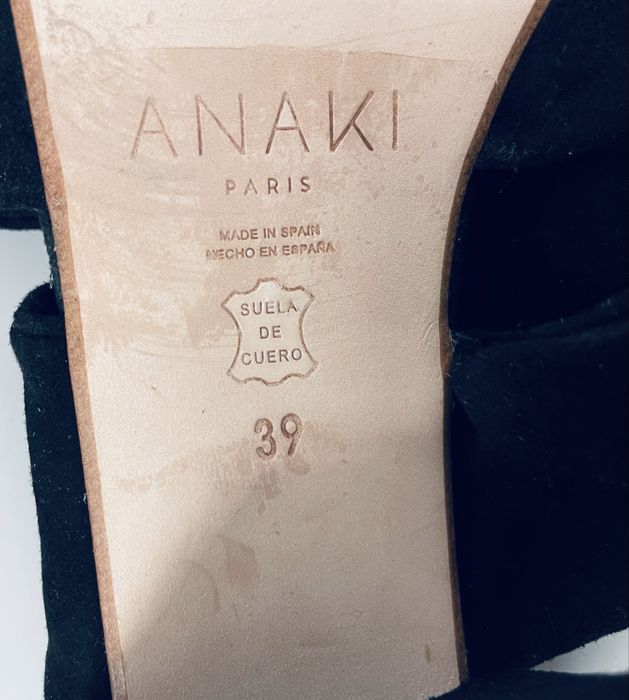 ANAKI
PARIS
MADE IN SPAIN
HECHO EN ESPAÑA
SUELA
DE
CUERO
39